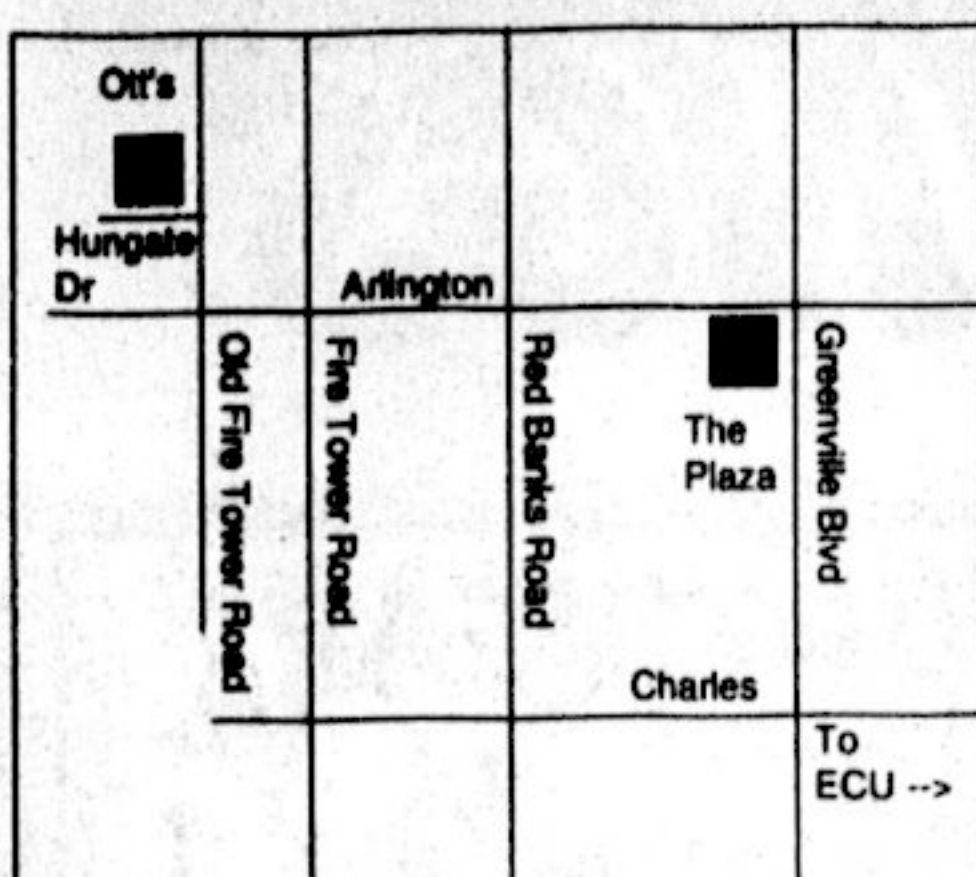 Ott's
Hungate
Dr
Arlington
Old Fire Tower Road
Fire Tower Road
Red Banks Road
The
Plaza
Greenville Blvd
Charles
To
ECU -->